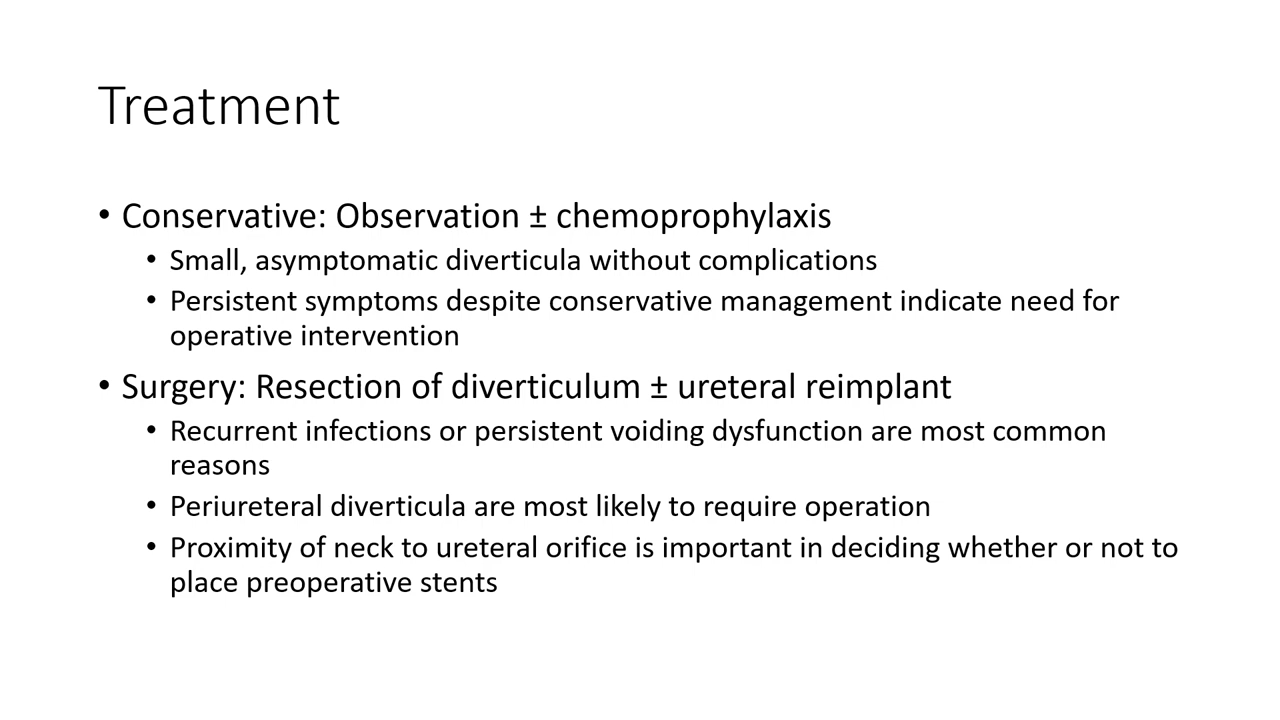 Treatment
• Conservative: Observation ± chemoprophylaxis
• Small, asymptomatic diverticula without complications
• Persistent symptoms despite conservative management indicate need for
operative intervention
• Surgery: Resection of diverticulum ± ureteral reimplant
• Recurrent infections or persistent voiding dysfunction are most common
reasons
• Periureteral diverticula are most likely to require operation
• Proximity of neck to ureteral orifice is important in deciding whether or not to
place preoperative stents